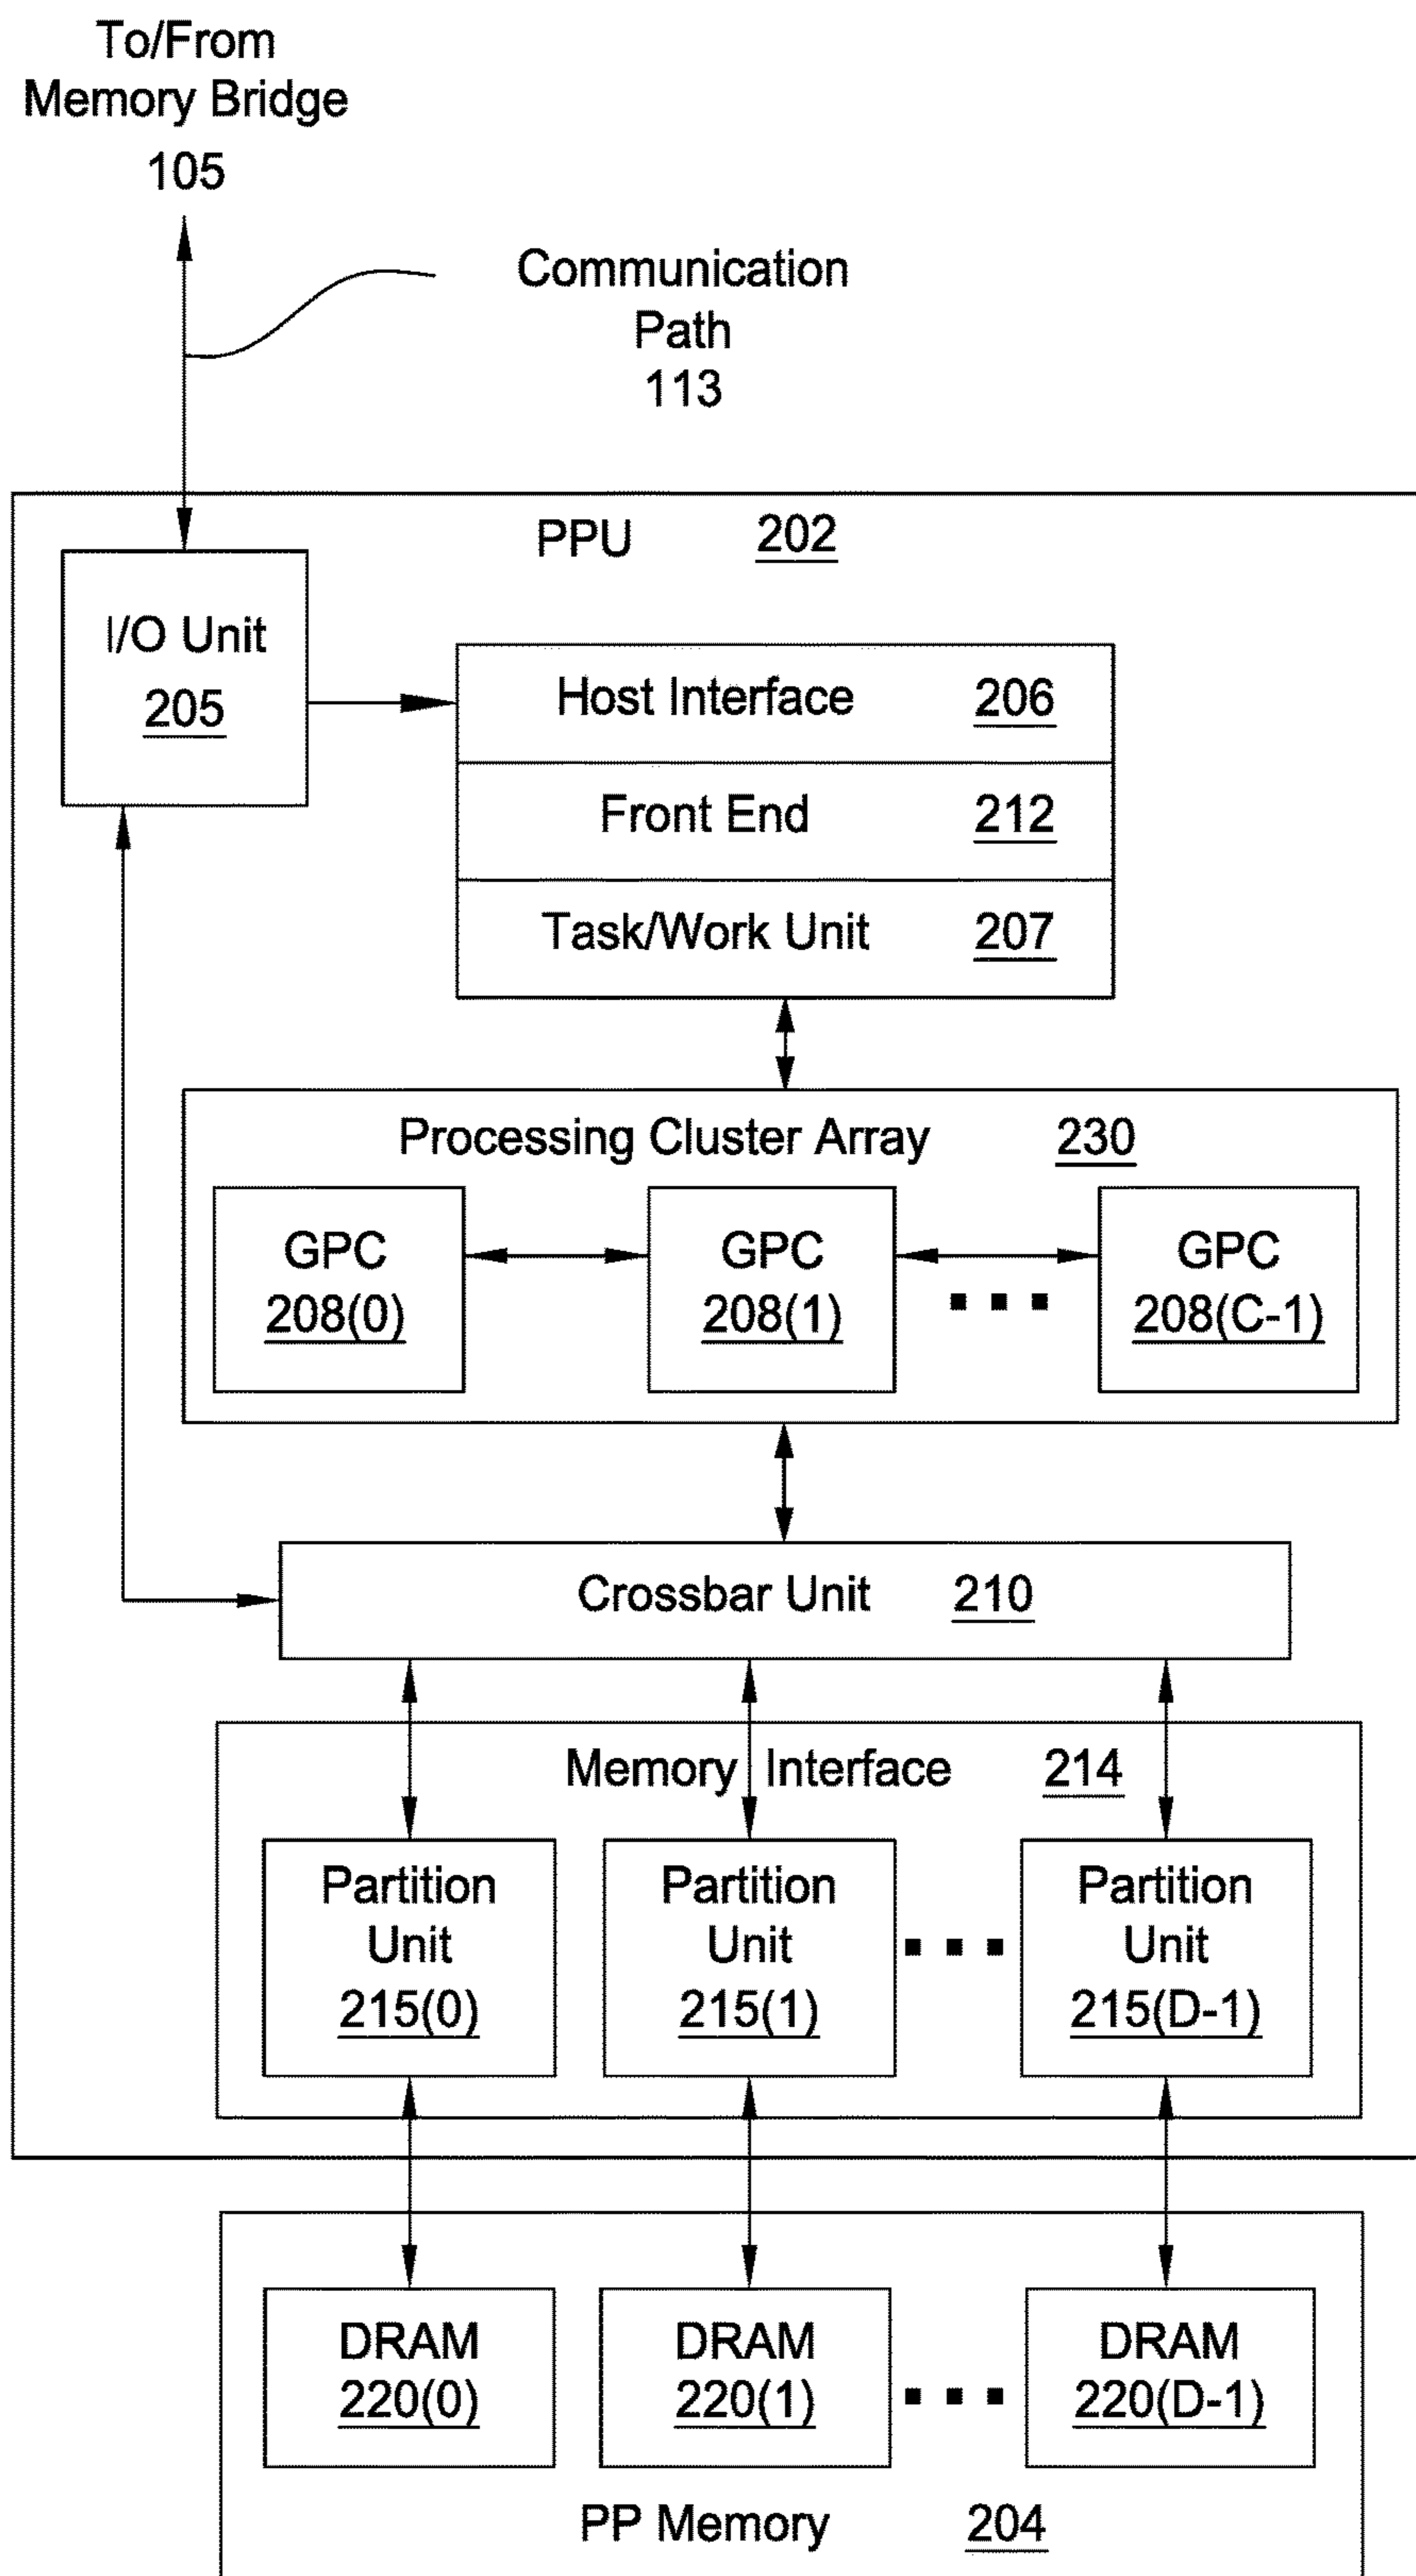 To/From
Memory Bridge
105
Communication
Path
113
PPU 202
I/O Unit
205
Host Interface 206
Front End 212
Task/Work Unit 207
Processing Cluster Array 230
GPC
208(0)
GPC
208(1)
GPC
208(C-1)
Crossbar Unit 210
Memory Interface 214
Partition
Unit
215(0)
Partition
Unit
215(1)
Partition
Unit
215(D-1)
DRAM
220(0)
DRAM
220(1)
DRAM
220(D-1)
PP Memory 204